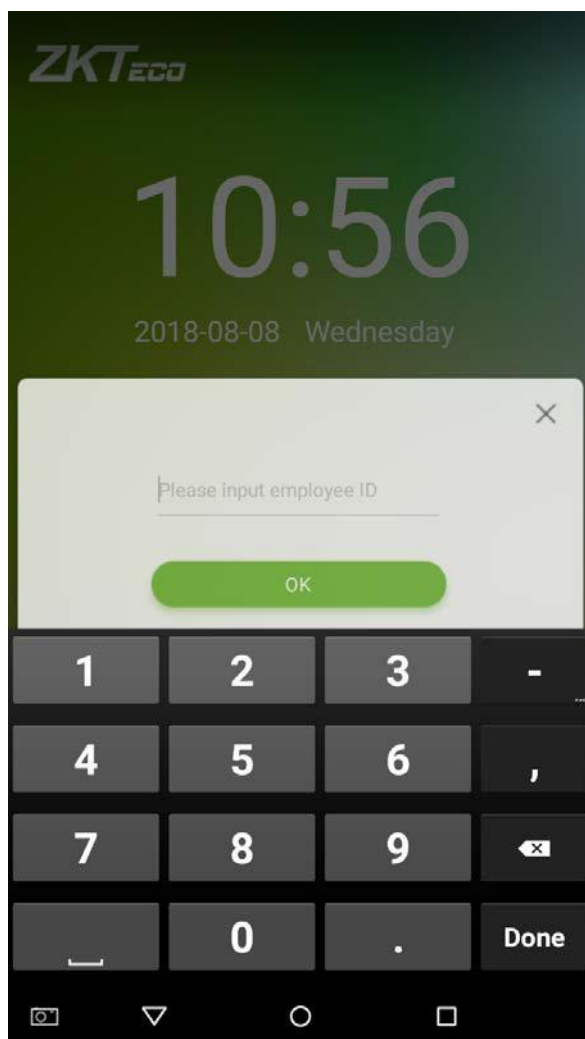 ZKTeco
10:56
2018-08-08 Wednesday
Please input employee ID
OK
1 2 3 -
4 5 6 ,
7 8 9
0 . Done